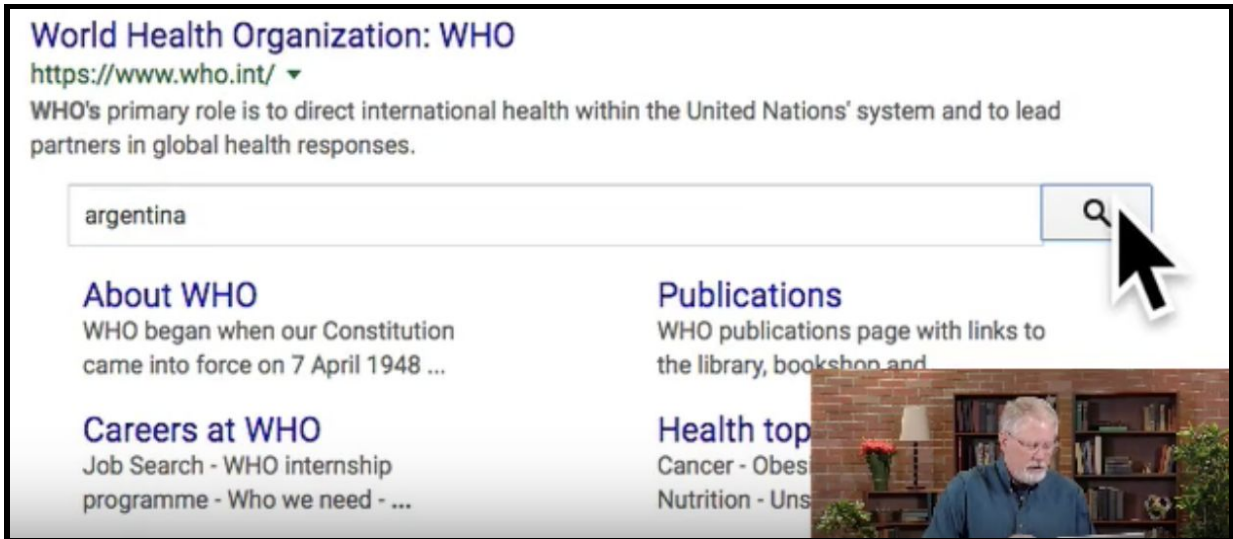 World Health Organization: WHO
https://www.who.int/
WHO's primary role is to direct international health within the United Nations' system and to lead
partners in global health responses.
argentina
About WHO
WHO began when our Constitution
came into force on 7 April 1948 ...
Publications
WHO publications page with links to
the library, bookshop and
Careers at WHO
Job Search - WHO internship
programme - Who we need - ...
Health top
Cancer - Obesi
Nutrition - Uns